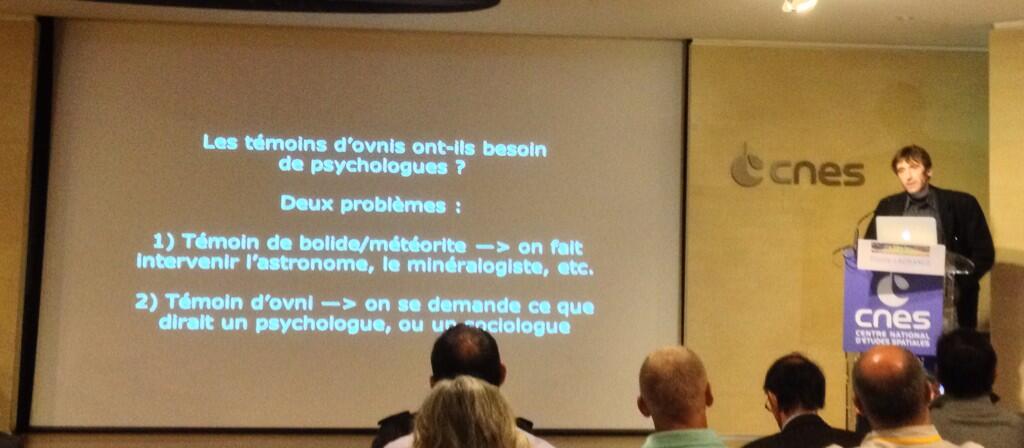 Les témoins d'ovnis ont-ils besoin
de psychologues ?
Deux problèmes :
1) Témoin de bolide/météorite —> on fait
intervenir l'astronome, le minéralogiste, etc.
2) Témoin d'ovni —> on se demande ce que
dirait un psychologue, ou un sociologue
cnes
cnes
CENTRE NATIONAL
D'ÉTUDES SPATIALES